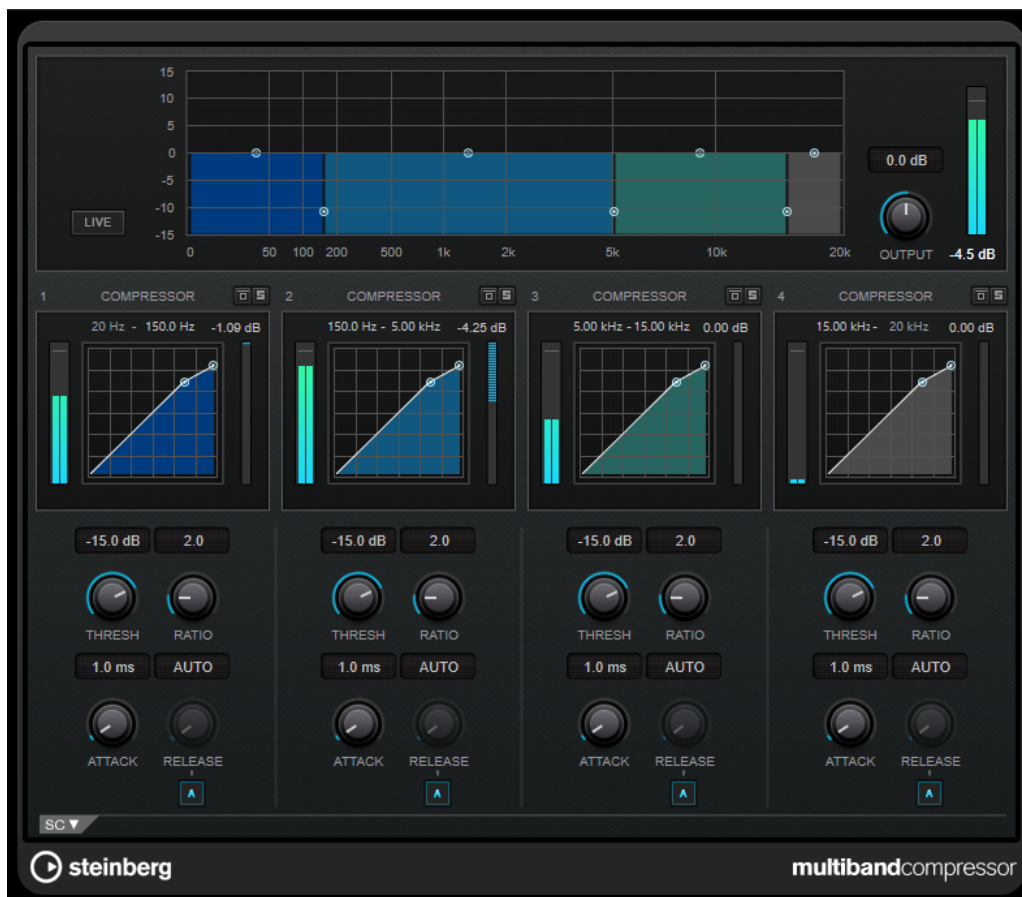 15
10
5
0
-5
-10
-15
LIVE
0 50 100 200 500 1k 2k 5k 10k 20k
0.0 dB
OUTPUT -4.5 dB
1 COMPRESSOR S
20 Hz - 150.0 Hz -1.09 dB
2 COMPRESSOR S
150.0 Hz - 5.00 kHz -4.25 dB
3 COMPRESSOR S
5.00 kHz - 15.00 kHz 0.00 dB
4 COMPRESSOR S
15.00 kHz - 20 kHz 0.00 dB
-15.0 dB 2.0
THRESH RATIO
1.0 ms AUTO
ATTACK RELEASE
A
-15.0 dB 2.0
THRESH RATIO
1.0 ms AUTO
ATTACK RELEASE
A
-15.0 dB 2.0
THRESH RATIO
1.0 ms AUTO
ATTACK RELEASE
A
-15.0 dB 2.0
THRESH RATIO
1.0 ms AUTO
ATTACK RELEASE
A
SC ▼
steinberg
multibandcompressor